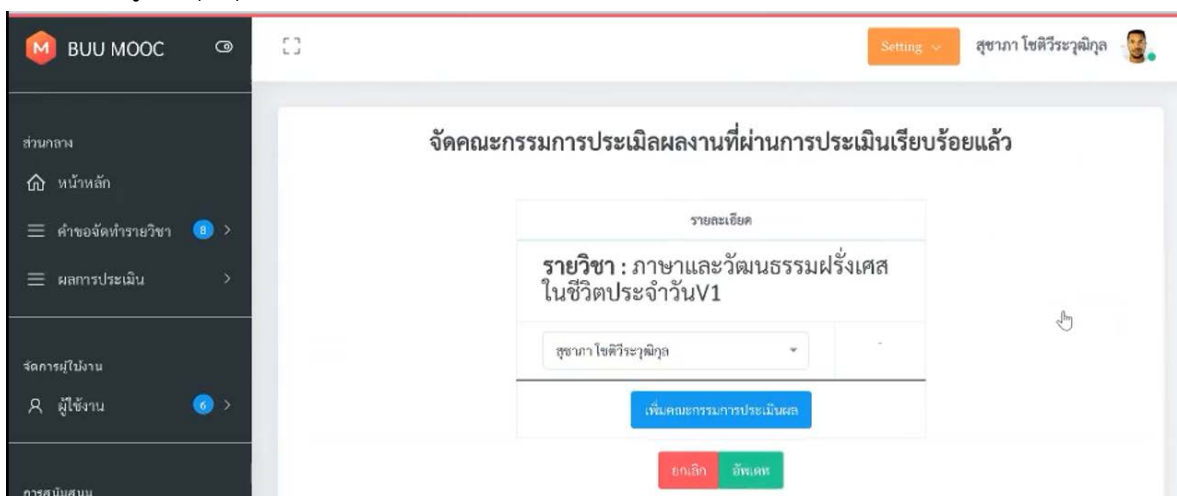 BUU MOOC
Setting
สุชาภา โชติวีระวุฒิกุล
ส่วนกลาง
หน้าหลัก
คำขอจัดทำรายวิชา 8
ผลการประเมิน
จัดการผู้ใช้งาน
ผู้ใช้งาน 6
การสนับสนุน
จัดคณะกรรมการประเมิลผลงานที่ผ่านการประเมินเรียบร้อยแล้ว
รายละเอียด
รายวิชา : ภาษาและวัฒนธรรมฝรั่งเศส
ในชีวิตประจำวันV1
สุชาภา โชติวีระวุฒิกุล
-
เพิ่มคณะกรรมการประเมินผล
ยกเลิก อัพเดท